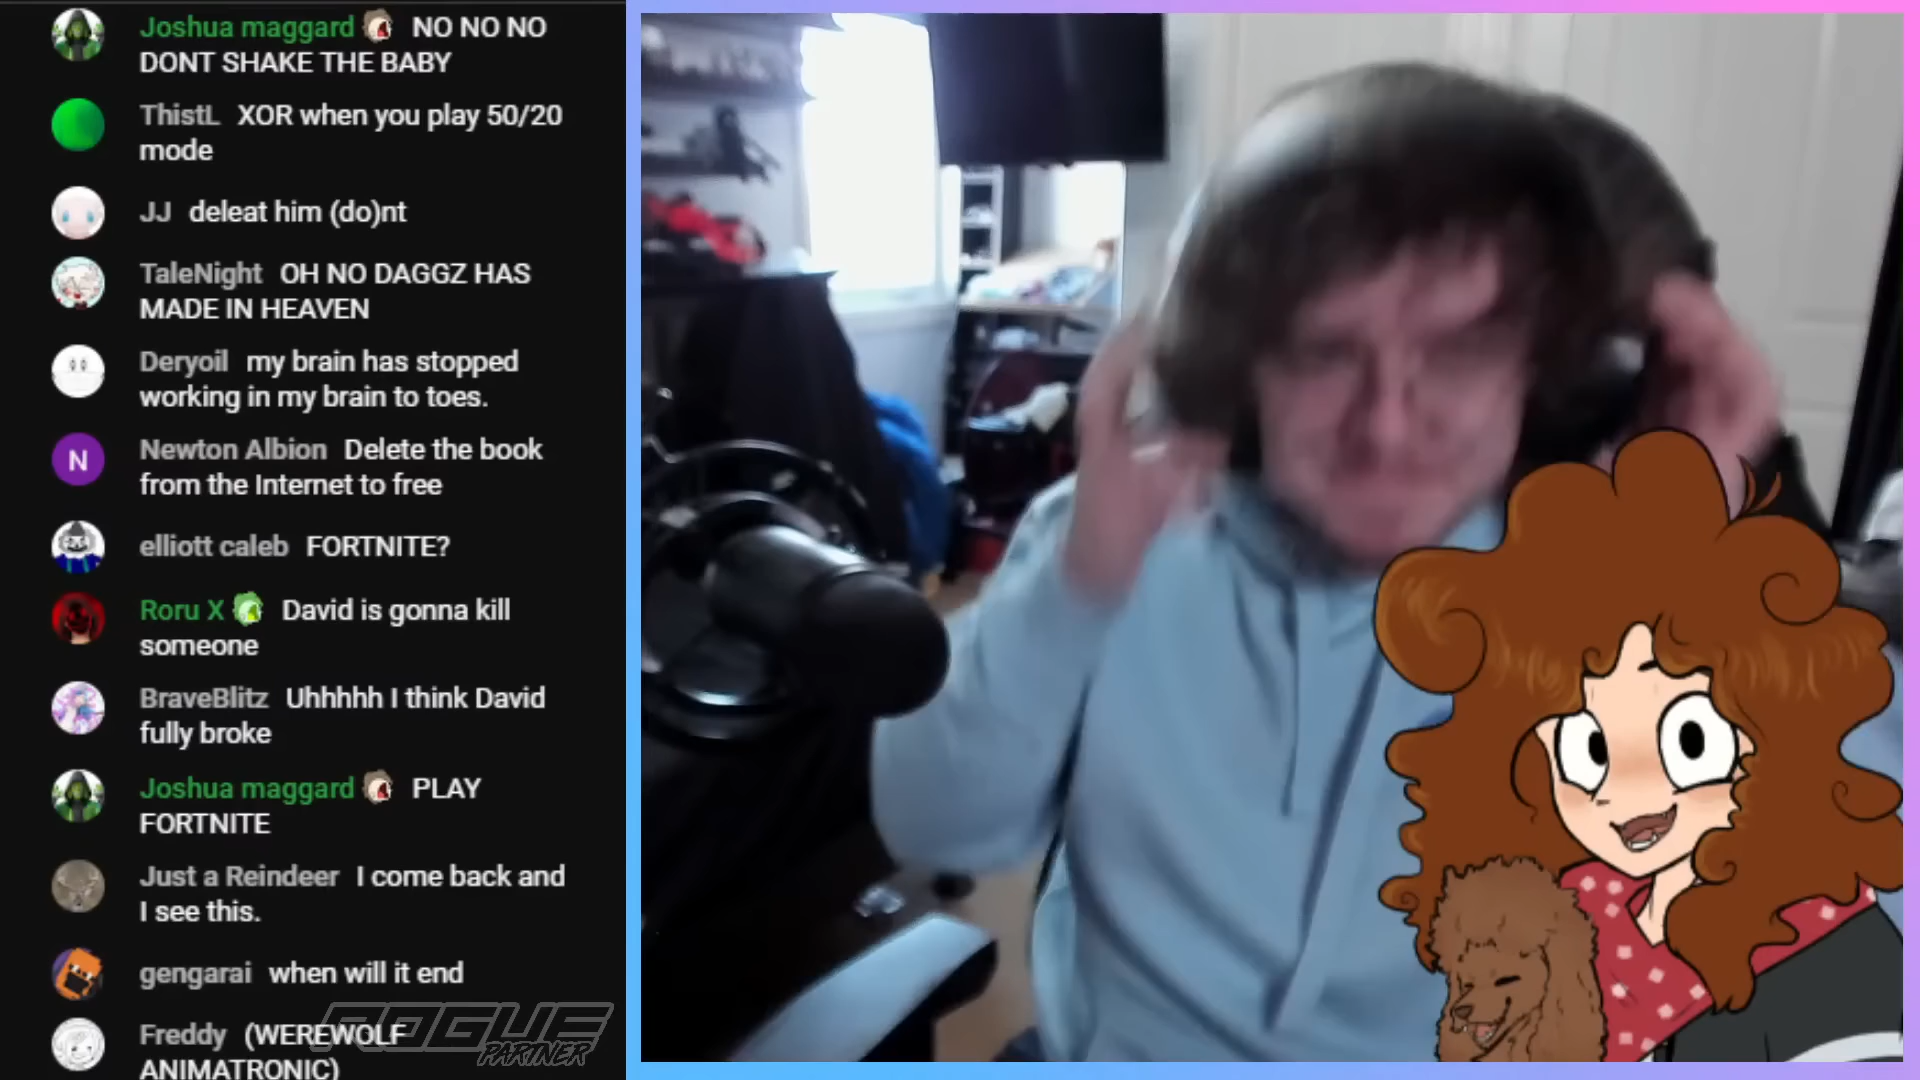 Joshua maggard NO NO NO
DONT SHAKE THE BABY
ThistL XOR when you play 50/20
mode
JJ deleat him (do)nt
TaleNight OH NO DAGGZ HAS
MADE IN HEAVEN
Deryoil my brain has stopped
working in my brain to toes.
N
Newton Albion Delete the book
from the Internet to free
elliott caleb FORTNITE?
Roru X David is gonna kill
someone
BraveBlitz Uhhhhh I think David
fully broke
Joshua maggard PLAY
FORTNITE
Just a Reindeer I come back and
I see this.
gengarai when will it end
Freddy (WEREWOLF
ANIMATRONIC)
ROGUE
PARTNER